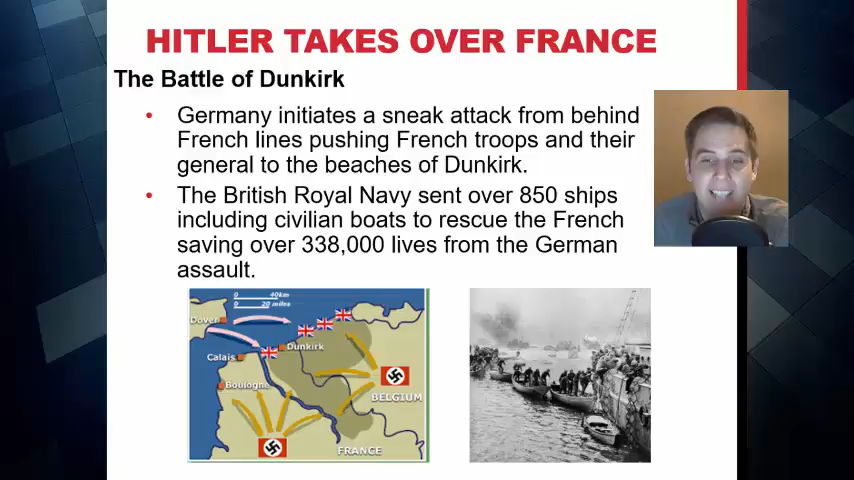 HITLER TAKES OVER FRANCE
The Battle of Dunkirk
• Germany initiates a sneak attack from behind
French lines pushing French troops and their
general to the beaches of Dunkirk.
• The British Royal Navy sent over 850 ships
including civilian boats to rescue the French
saving over 338,000 lives from the German
assault.
0 40km
0 20 miles
Dover
Dunkirk
Calais
Boulogne
BELGIUM
FRANCE